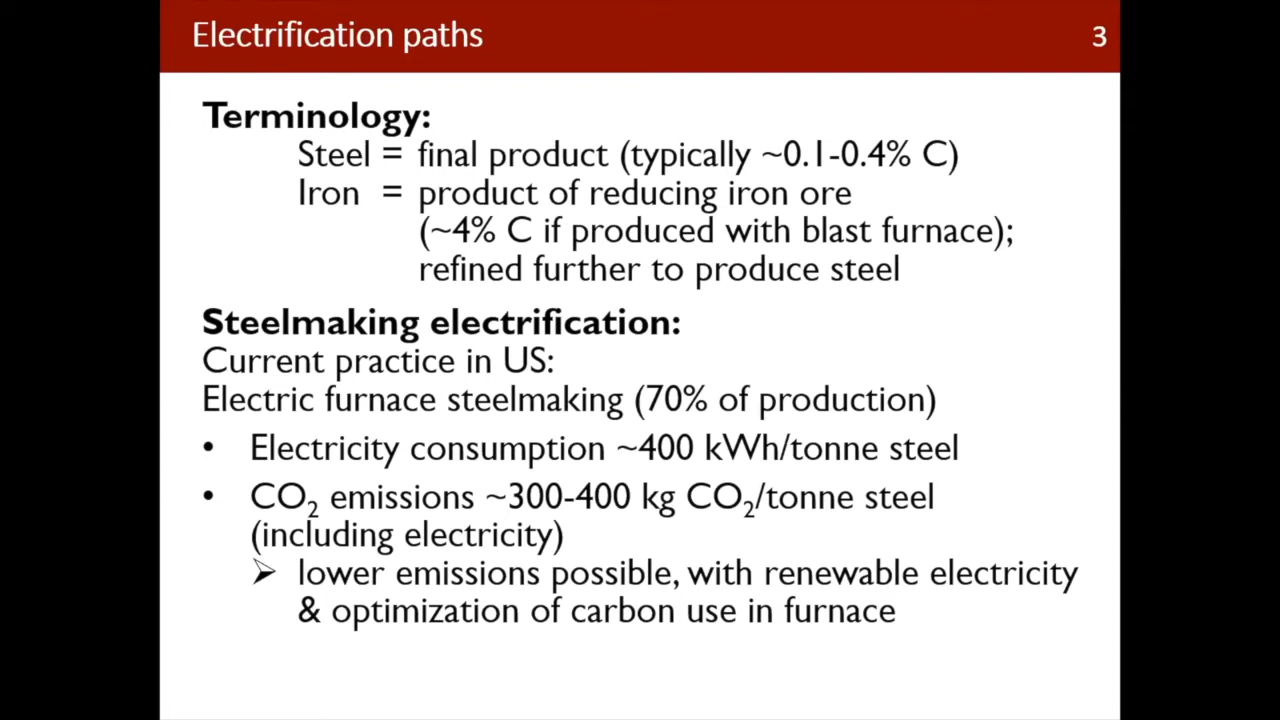 Electrification paths 3
Terminology:
Steel = final product (typically ~0.1-0.4% C)
Iron = product of reducing iron ore
(~4% C if produced with blast furnace);
refined further to produce steel
Steelmaking electrification:
Current practice in US:
Electric furnace steelmaking (70% of production)
• Electricity consumption ~400 kWh/tonne steel
• CO₂ emissions ~300-400 kg CO₂/tonne steel
(including electricity)
➢ lower emissions possible, with renewable electricity
& optimization of carbon use in furnace